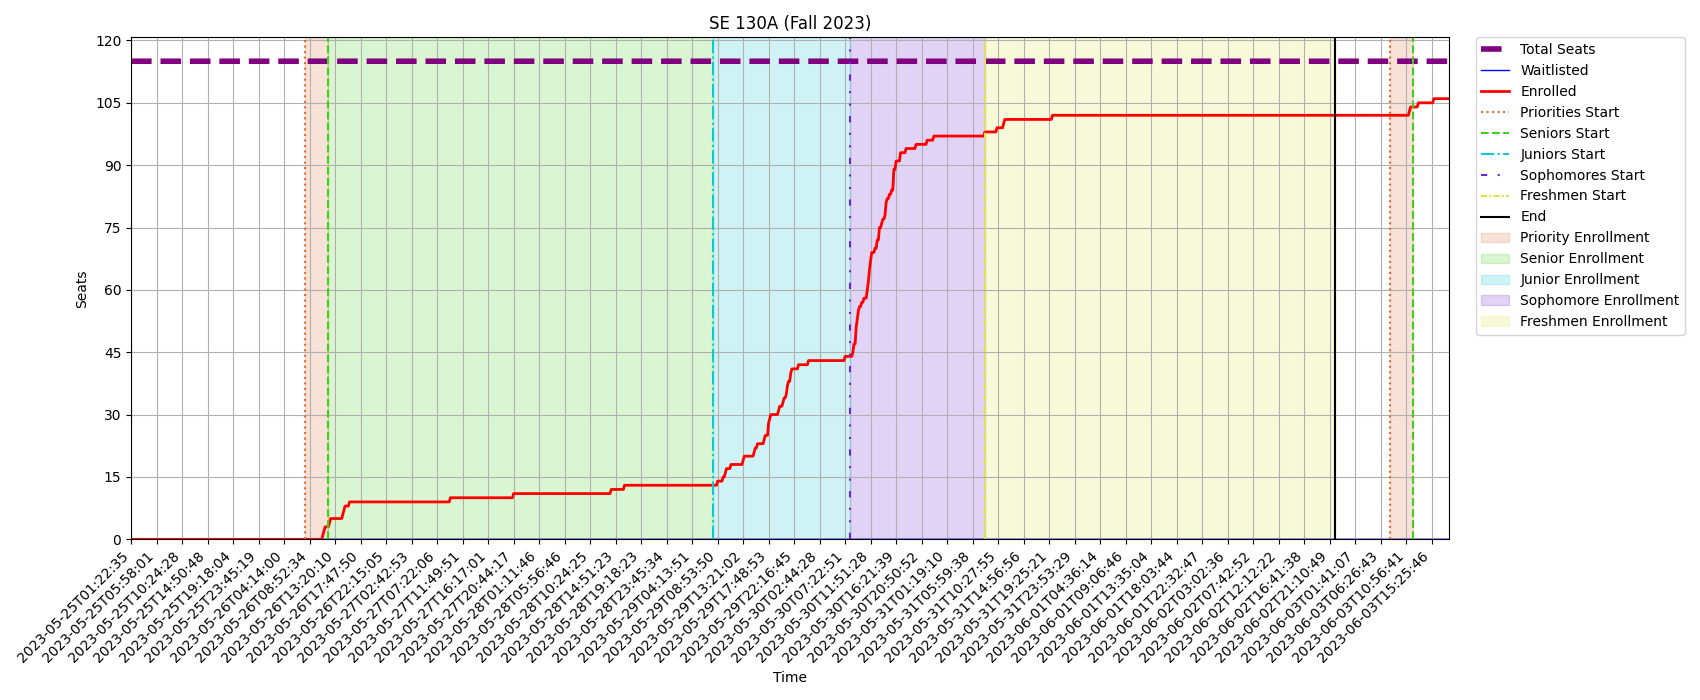 SE 130A (Fall 2023)
120
105
90
75
60
45
30
15
0
Seats
2023-05-25T01:22:35
2023-05-25T05:58:01
2023-05-25T10:24:28
2023-05-25T14:50:48
2023-05-25T19:18:04
2023-05-25T23:45:19
2023-05-26T04:14:00
2023-05-26T08:52:34
2023-05-26T13:20:10
2023-05-26T17:47:50
2023-05-26T22:15:05
2023-05-27T02:42:53
2023-05-27T07:22:06
2023-05-27T11:49:51
2023-05-27T16:17:01
2023-05-27T20:44:17
2023-05-28T01:11:46
2023-05-28T05:56:46
2023-05-28T10:24:25
2023-05-28T14:51:23
2023-05-28T19:18:23
2023-05-28T23:45:34
2023-05-29T04:13:51
2023-05-29T08:53:50
2023-05-29T13:21:02
2023-05-29T17:48:53
2023-05-29T22:16:45
2023-05-30T02:44:28
2023-05-30T07:22:51
2023-05-30T11:51:28
2023-05-30T16:21:39
2023-05-30T20:50:52
2023-05-31T01:19:10
2023-05-31T05:59:38
2023-05-31T10:27:55
2023-05-31T14:56:56
2023-05-31T19:25:21
2023-05-31T23:53:29
2023-06-01T04:36:14
2023-06-01T09:06:46
2023-06-01T13:35:04
2023-06-01T18:03:44
2023-06-01T22:32:47
2023-06-02T03:02:36
2023-06-02T07:42:52
2023-06-02T12:12:22
2023-06-02T16:41:38
2023-06-02T21:10:49
2023-06-03T01:41:07
2023-06-03T06:26:43
2023-06-03T10:56:41
2023-06-03T15:25:46
Time
Total Seats
Waitlisted
Enrolled
Priorities Start
Seniors Start
Juniors Start
Sophomores Start
Freshmen Start
End
Priority Enrollment
Senior Enrollment
Junior Enrollment
Sophomore Enrollment
Freshmen Enrollment